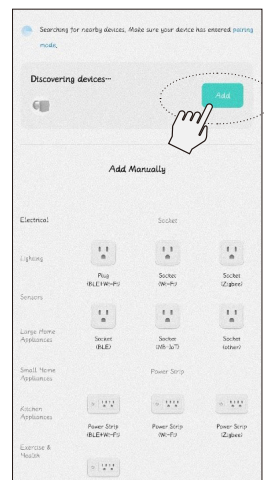 Searching for nearby devices. Make sure your device has entered pairing
mode.
Discovering devices...
Add
Add Manually
Electrical
Socket
Lighting
Plug
(BLE+Wi-Fi)
Socket
(Wi-Fi)
Socket
(Zigbee)
Sensors
Large Home
Appliances
Socket
(BLE)
Socket
(NB-IoT)
Socket
(other)
Small Home
Appliances
Power Strip
Kitchen
Appliances
Power Strip
(BLE+Wi-Fi)
Power Strip
(Wi-Fi)
Power Strip
(Zigbee)
Exercise &
Health